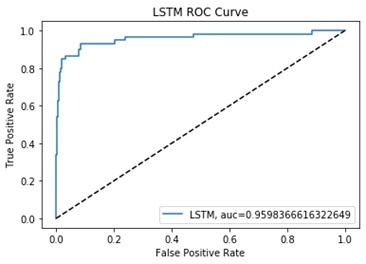 LSTM ROC Curve
1.0
0.8
0.6
0.4
0.2
0.0
True Positive Rate
LSTM, auc=0.9598366616322649
0.0 0.2 0.4 0.6 0.8 1.0
False Positive Rate